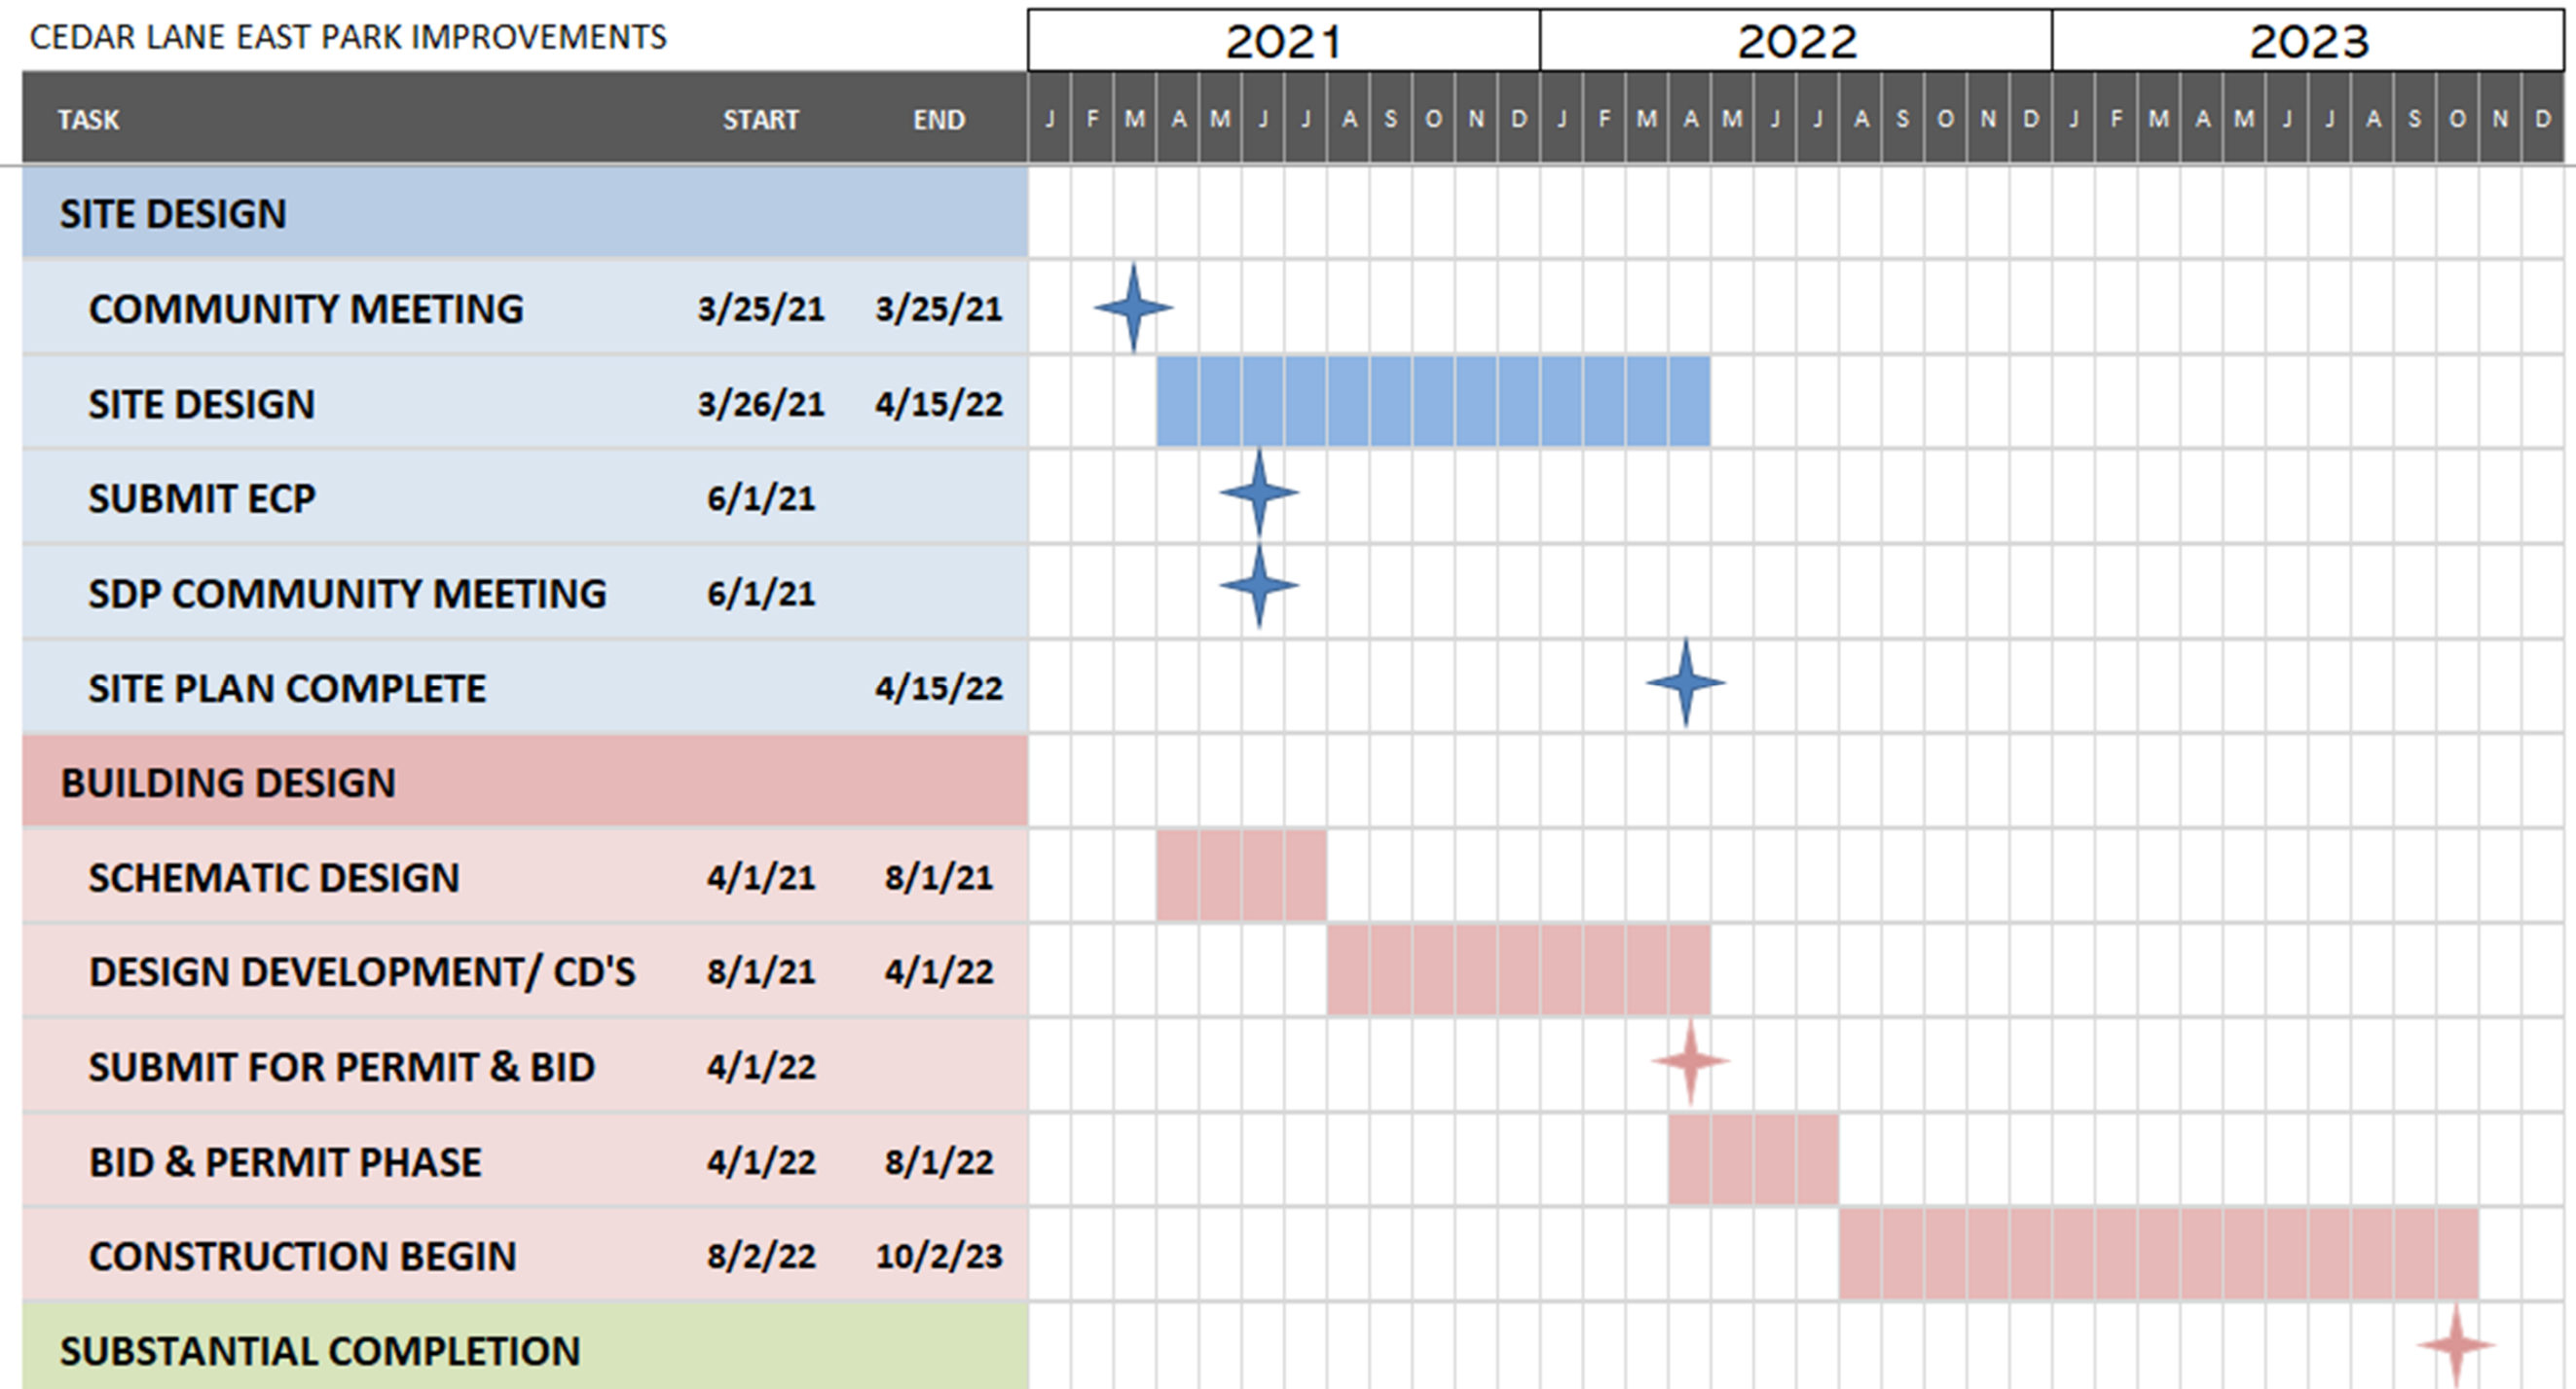 CEDAR LANE EAST PARK IMPROVEMENTS 2021 2022 2023
TASK START END J F M A M J J A S O N D J F M A M J J A S O N D J F M A M J J A S O N D
SITE DESIGN
COMMUNITY MEETING 3/25/21 3/25/21
SITE DESIGN 3/26/21 4/15/22
SUBMIT ECP 6/1/21
SDP COMMUNITY MEETING 6/1/21
SITE PLAN COMPLETE 4/15/22
BUILDING DESIGN
SCHEMATIC DESIGN 4/1/21 8/1/21
DESIGN DEVELOPMENT/ CD'S 8/1/21 4/1/22
SUBMIT FOR PERMIT & BID 4/1/22
BID & PERMIT PHASE 4/1/22 8/1/22
CONSTRUCTION BEGIN 8/2/22 10/2/23
SUBSTANTIAL COMPLETION